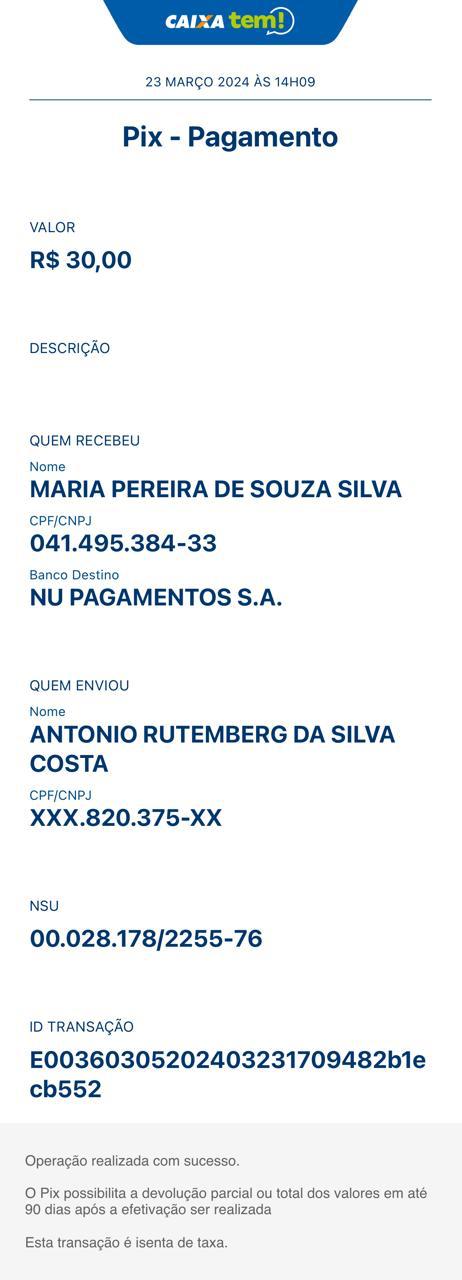 CAIXA tem!
23 MARÇO 2024 ÀS 14H09
Pix - Pagamento
VALOR
R$ 30,00
DESCRIÇÃO
QUEM RECEBEU
Nome
MARIA PEREIRA DE SOUZA SILVA
CPF/CNPJ
041.495.384-33
Banco Destino
NU PAGAMENTOS S.A.
QUEM ENVIOU
Nome
ANTONIO RUTEMBERG DA SILVA
COSTA
CPF/CNPJ
XXX.820.375-XX
NSU
00.028.178/2255-76
ID TRANSAÇÃO
E00360305202403231709482b1e
cb552
Operação realizada com sucesso.
O Pix possibilita a devolução parcial ou total dos valores em até
90 dias após a efetivação ser realizada
Esta transação é isenta de taxa.